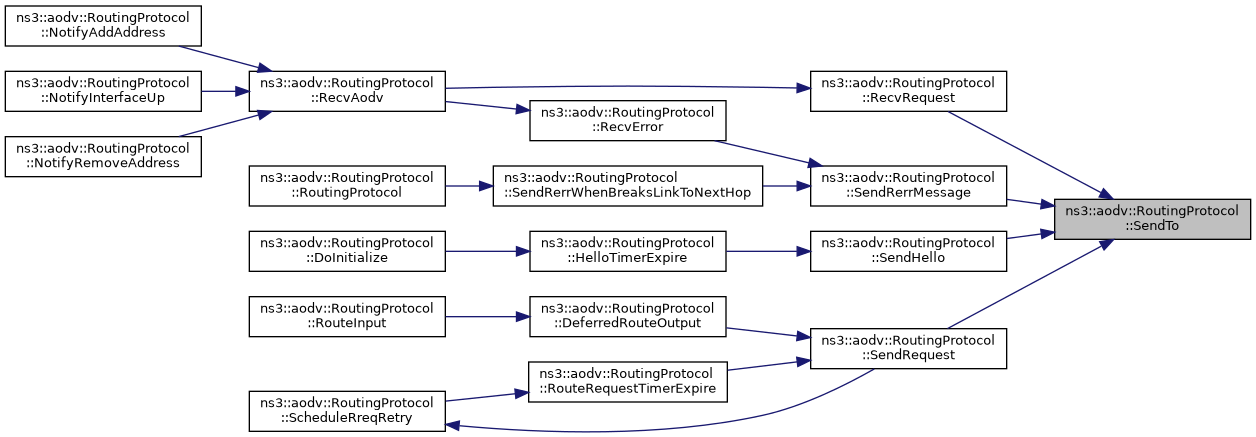 ns3::aodv::RoutingProtocol
::NotifyAddAddress
ns3::aodv::RoutingProtocol
::NotifyInterfaceUp
ns3::aodv::RoutingProtocol
::NotifyRemoveAddress
ns3::aodv::RoutingProtocol
::RecvAodv
ns3::aodv::RoutingProtocol
::RoutingProtocol
ns3::aodv::RoutingProtocol
::DoInitialize
ns3::aodv::RoutingProtocol
::RouteInput
ns3::aodv::RoutingProtocol
::ScheduleRreqRetry
ns3::aodv::RoutingProtocol
::RecvError
ns3::aodv::RoutingProtocol
::SendRerrWhenBreaksLinkToNextHop
ns3::aodv::RoutingProtocol
::HelloTimerExpire
ns3::aodv::RoutingProtocol
::DeferredRouteOutput
ns3::aodv::RoutingProtocol
::RouteRequestTimerExpire
ns3::aodv::RoutingProtocol
::RecvRequest
ns3::aodv::RoutingProtocol
::SendRerrMessage
ns3::aodv::RoutingProtocol
::SendHello
ns3::aodv::RoutingProtocol
::SendRequest
ns3::aodv::RoutingProtocol
::SendTo